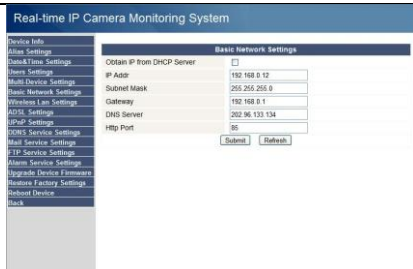 Real-time IP Camera Monitoring System
Device Info
Alias Settings
Date&Time Settings
Users Settings
Multi-Device Settings
Basic Network Settings
Wireless Lan Settings
ADSL Settings
UPnP Settings
DDNS Service Settings
Mail Service Settings
FTP Service Settings
Alarm Service Settings
Upgrade Device Firmware
Restore Factory Settings
Reboot Device
Back
Basic Network Settings
Obtain IP from DHCP Server
IP Addr 192.168.0.12
Subnet Mask 255.255.255.0
Gateway 192.168.0.1
DNS Server 202.96.133.134
Http Port 85
Submit Refresh